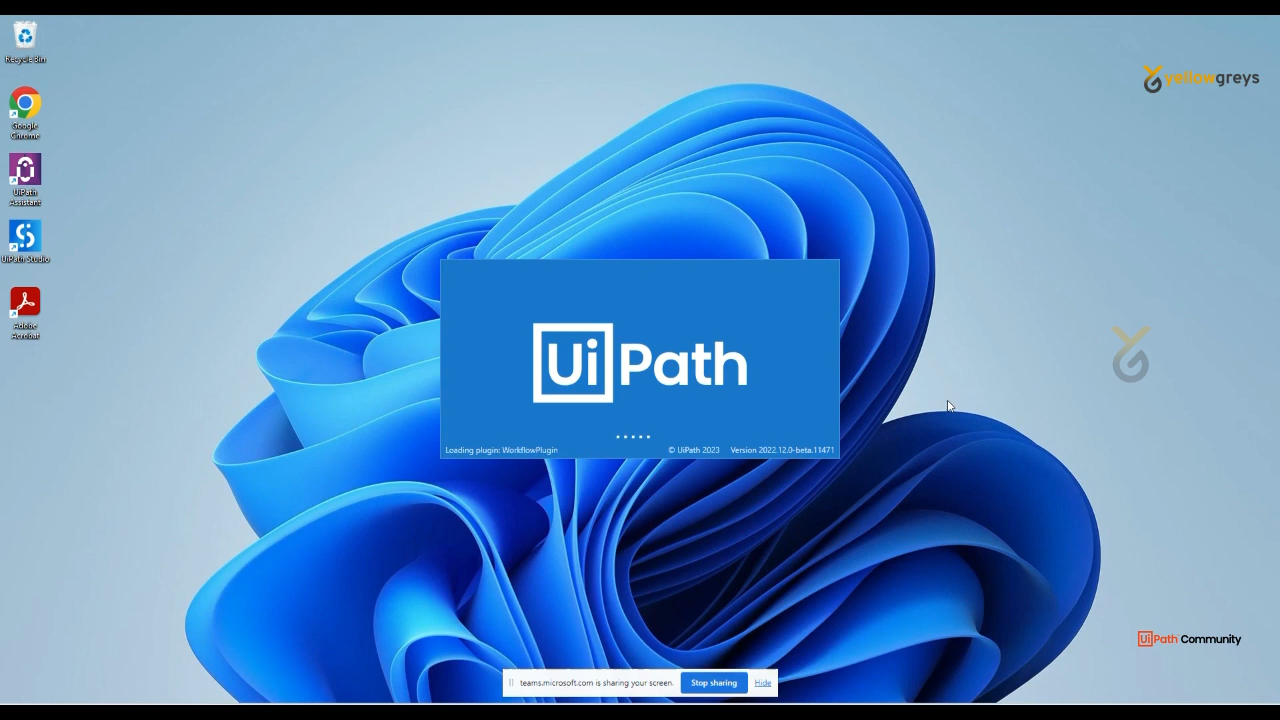 Recycle Bin
Google
Chrome
UiPath
Assistant
UiPath Studio
Adobe
Acrobat
yellowgreys
UiPath
Loading plugin: WorkflowPlugin
© UiPath 2023
Version 2022.12.0-beta.11471
UiPath Community
teams.microsoft.com is sharing your screen.
Stop sharing
Hide